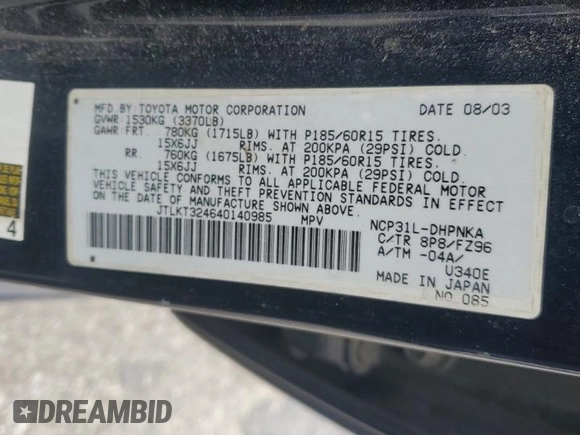 MFD.BY:TOYOTA MOTOR CORPORATION DATE 08/03
GVWR:1530KG (3370LB)
GAWR FRT. 780KG (1715LB) WITH P185/60R15 TIRES.
15X6JJ RIMS. AT 200KPA (29PSI) COLD.
RR. 760KG (1675LB) WITH P185/60R15 TIRES.
15X6JJ RIMS. AT 200KPA (29PSI) COLD.
THIS VEHICLE CONFORMS TO ALL APPLICABLE FEDERAL MOTOR
VEHICLE SAFETY AND THEFT PREVENTION STANDARDS IN EFFECT
ON THE DATE OF MANUFACTURE SHOWN ABOVE.
JTLKT324640140985 MPV
NCP31L-DHPNKA
C/TR 8P8/FZ96
A/TM -04A/
U340E
MADE IN JAPAN
NO 085
4
DREAMBID